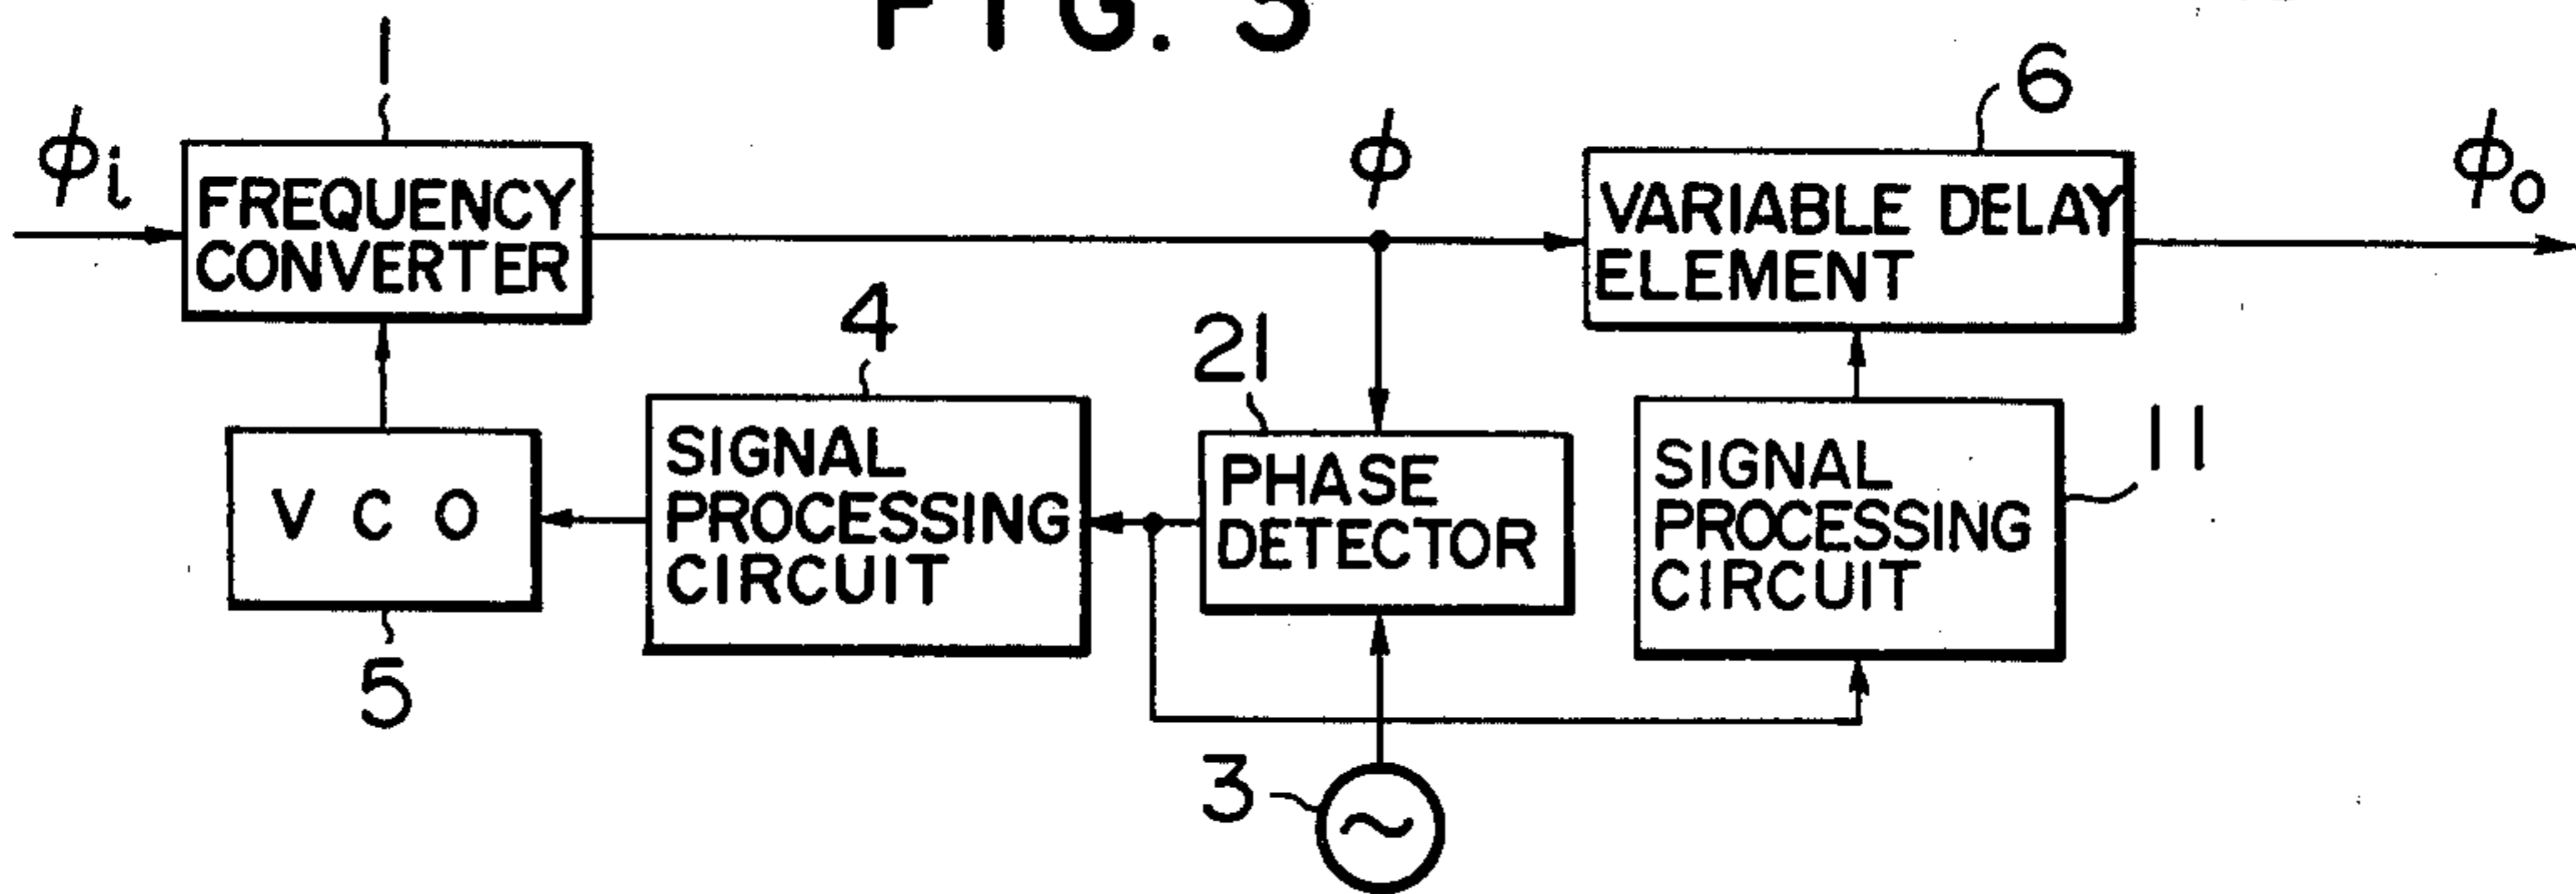 FIG. 3
1
6
ϕi
ϕ
ϕo
FREQUENCY
CONVERTER
VARIABLE DELAY
ELEMENT
4
21
11
V C O
SIGNAL
PROCESSING
CIRCUIT
PHASE
DETECTOR
SIGNAL
PROCESSING
CIRCUIT
5
3